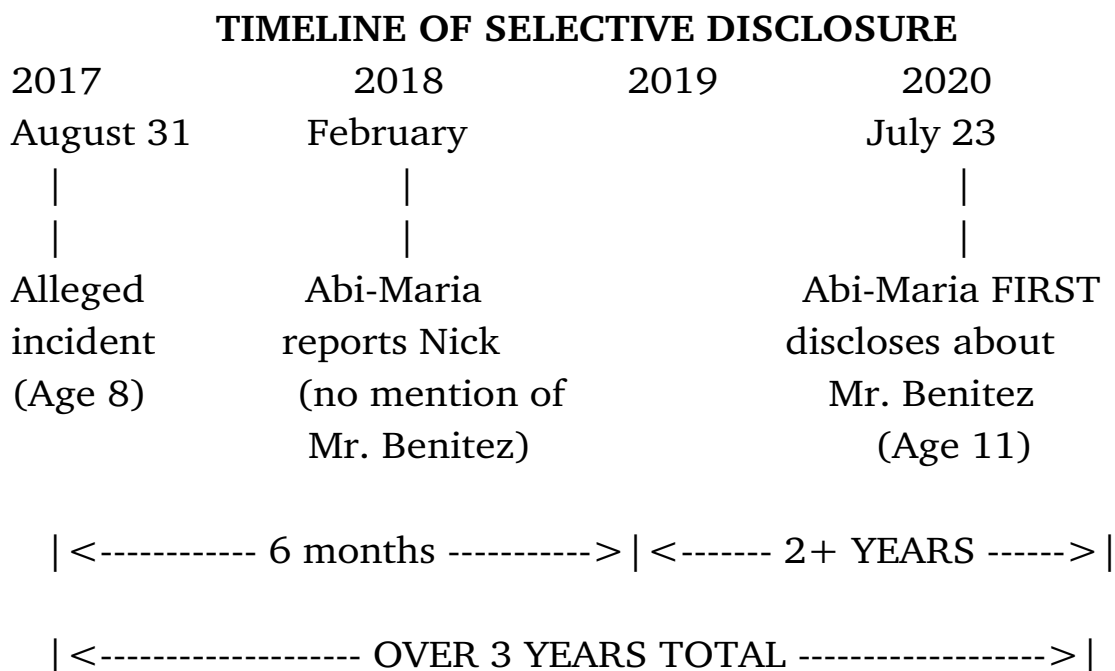 TIMELINE OF SELECTIVE DISCLOSURE
2017 2018 2019 2020
August 31 February July 23
| | |
| | |
Alleged Abi-Maria Abi-Maria FIRST
incident reports Nick discloses about
(Age 8) (no mention of Mr. Benitez
Mr. Benitez) (Age 11)
|<------------ 6 months ----------->|<------- 2+ YEARS ------>|
|<-------------------- OVER 3 YEARS TOTAL ------------------->|